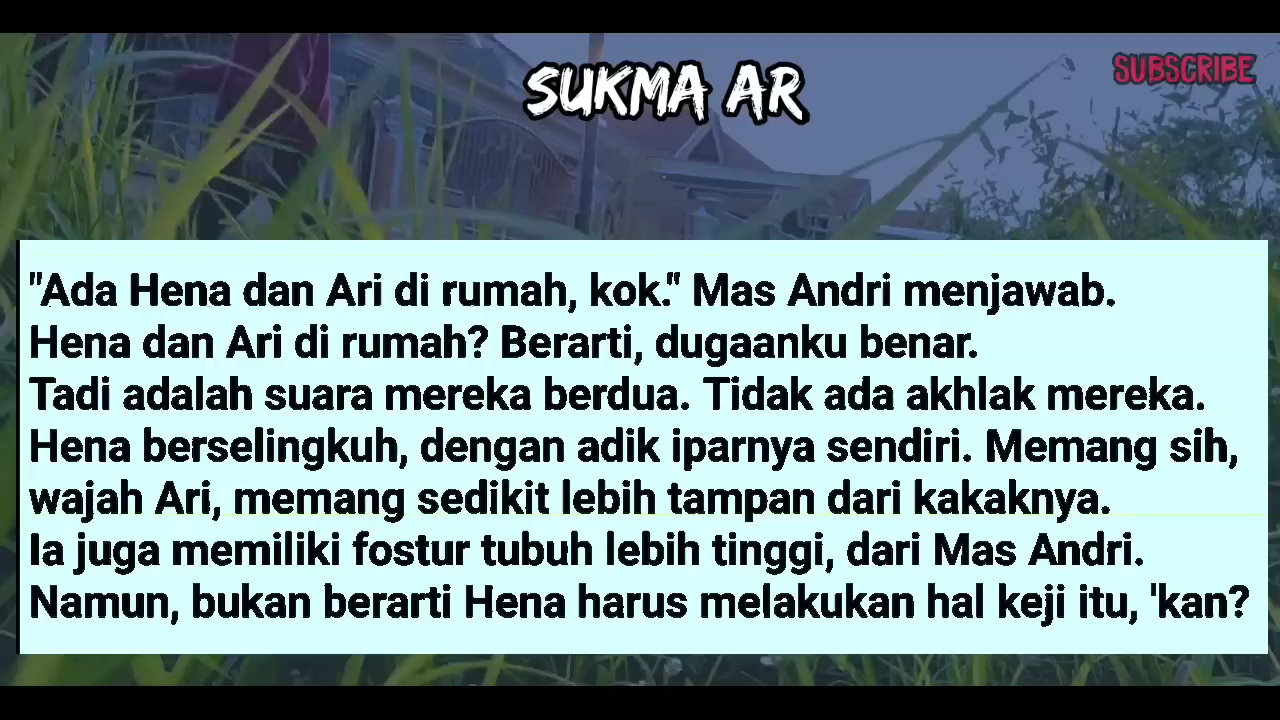 SUKMA AR
SUBSCRIBE
"Ada Hena dan Ari di rumah, kok." Mas Andri menjawab.
Hena dan Ari di rumah? Berarti, dugaanku benar.
Tadi adalah suara mereka berdua. Tidak ada akhlak mereka.
Hena berselingkuh, dengan adik iparnya sendiri. Memang sih,
wajah Ari, memang sedikit lebih tampan dari kakaknya.
Ia juga memiliki fostur tubuh lebih tinggi, dari Mas Andri.
Namun, bukan berarti Hena harus melakukan hal keji itu, 'kan?